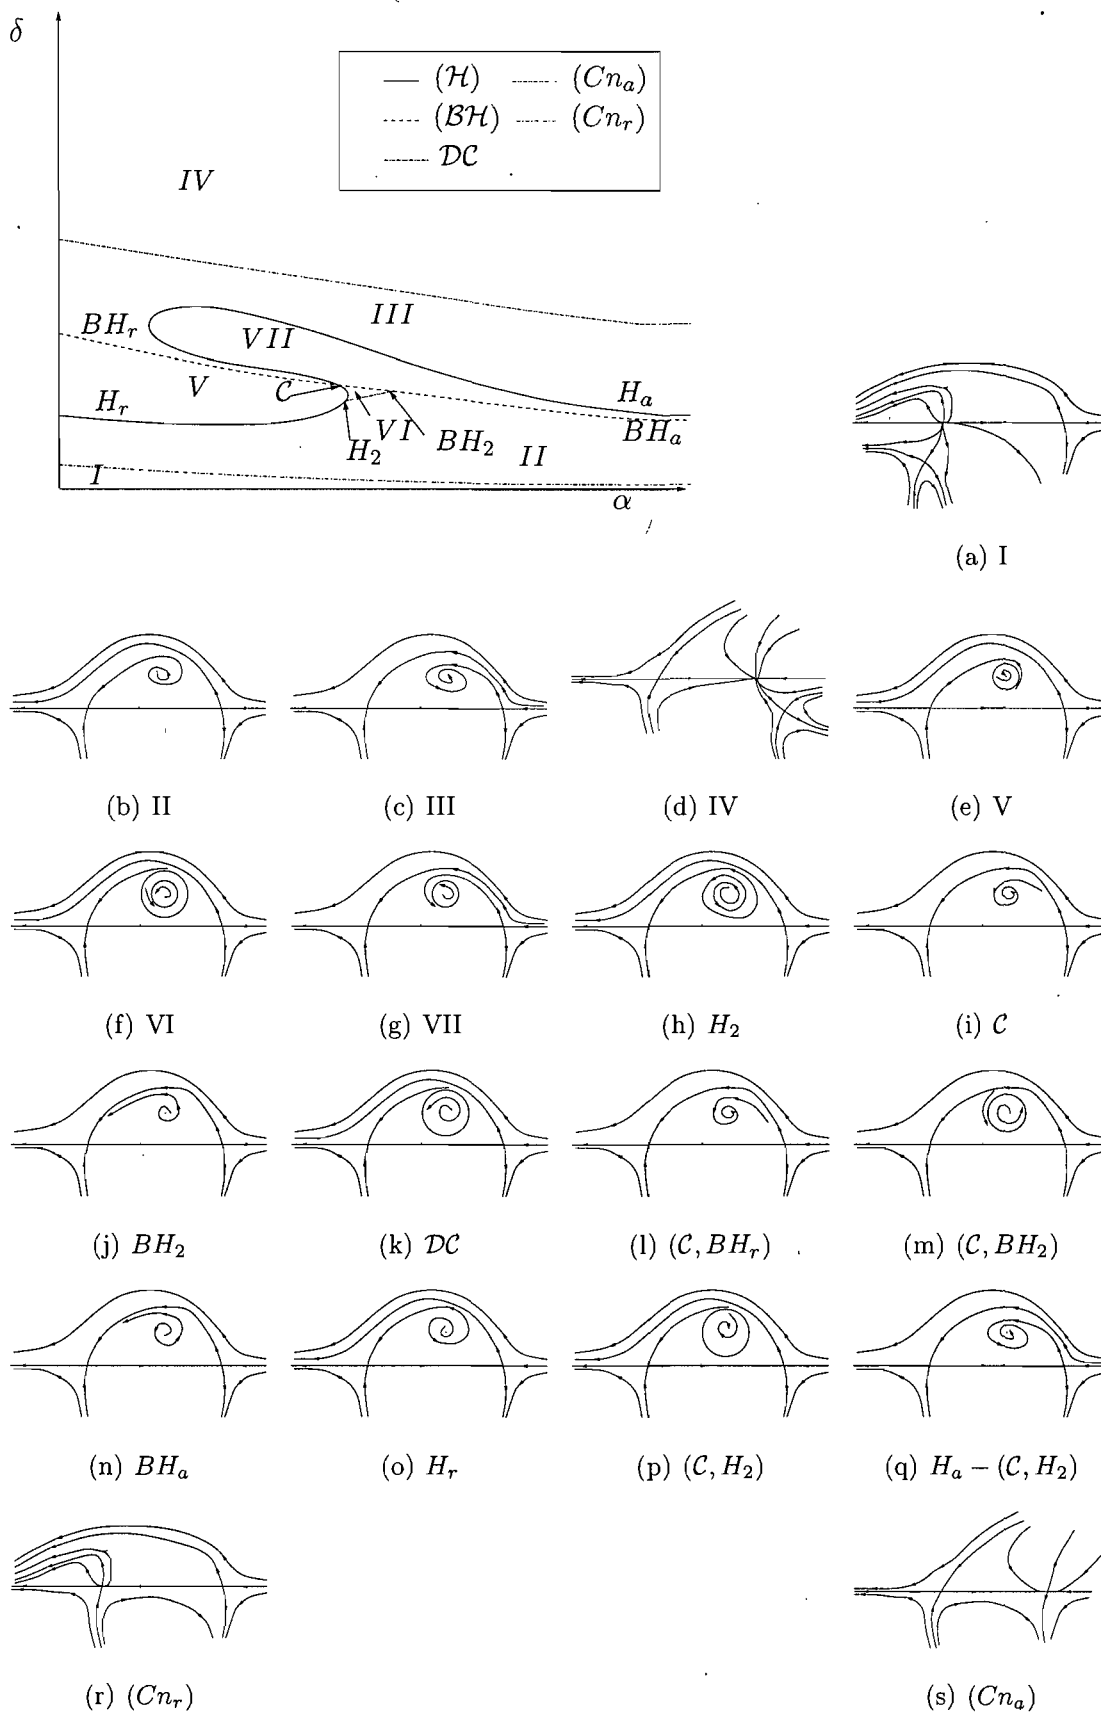 δ
(ℋ) (Cn_a)
(ℬℋ) (Cn_r)
𝒟𝒞
IV
III
BH_r
VII
V
𝒞
H_r
H_a
BH_a
VI
H_2
BH_2
II
I
α
(a) I
(b) II
(c) III
(d) IV
(e) V
(f) VI
(g) VII
(h) H_2
(i) 𝒞
(j) BH_2
(k) 𝒟𝒞
(l) (𝒞, BH_r)
(m) (𝒞, BH_2)
(n) BH_a
(o) H_r
(p) (𝒞, H_2)
(q) H_a – (𝒞, H_2)
(r) (Cn_r)
(s) (Cn_a)